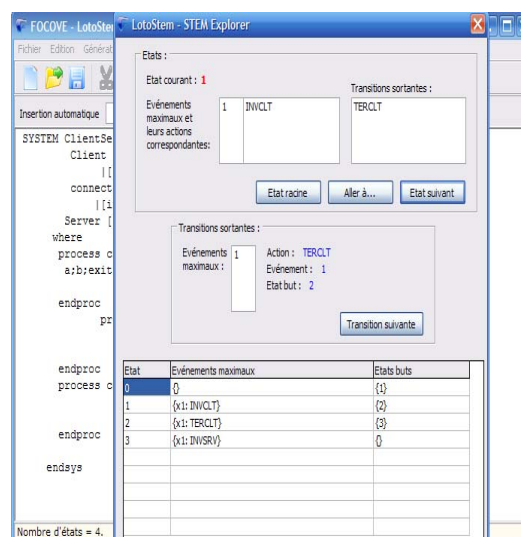 FOCOVE - LotoSte
LotoStem - STEM Explorer
Fichier Edition Générat
Insertion automatique
SYSTEM ClientSe
Client
|[
connect
|[i
Server [
where
process c
a;b;exit
endproc
pr
endproc
process c
endproc
endsys
Nombre d'états = 4.
Etats :
Etat courant : 1
Evénements maximaux et leurs actions correspondantes:
1 INVCLT
Transitions sortantes :
TERCLT
Etat racine Aller à... Etat suivant
Transitions sortantes :
Evénements maximaux :
1
Action : TERCLT
Evénement : 1
Etat but : 2
Transition suivante
Etat Evénements maximaux Etats buts
0 {} {1}
1 {x1: INVCLT} {2}
2 {x1: TERCLT} {3}
3 {x1: INVSRV} {}